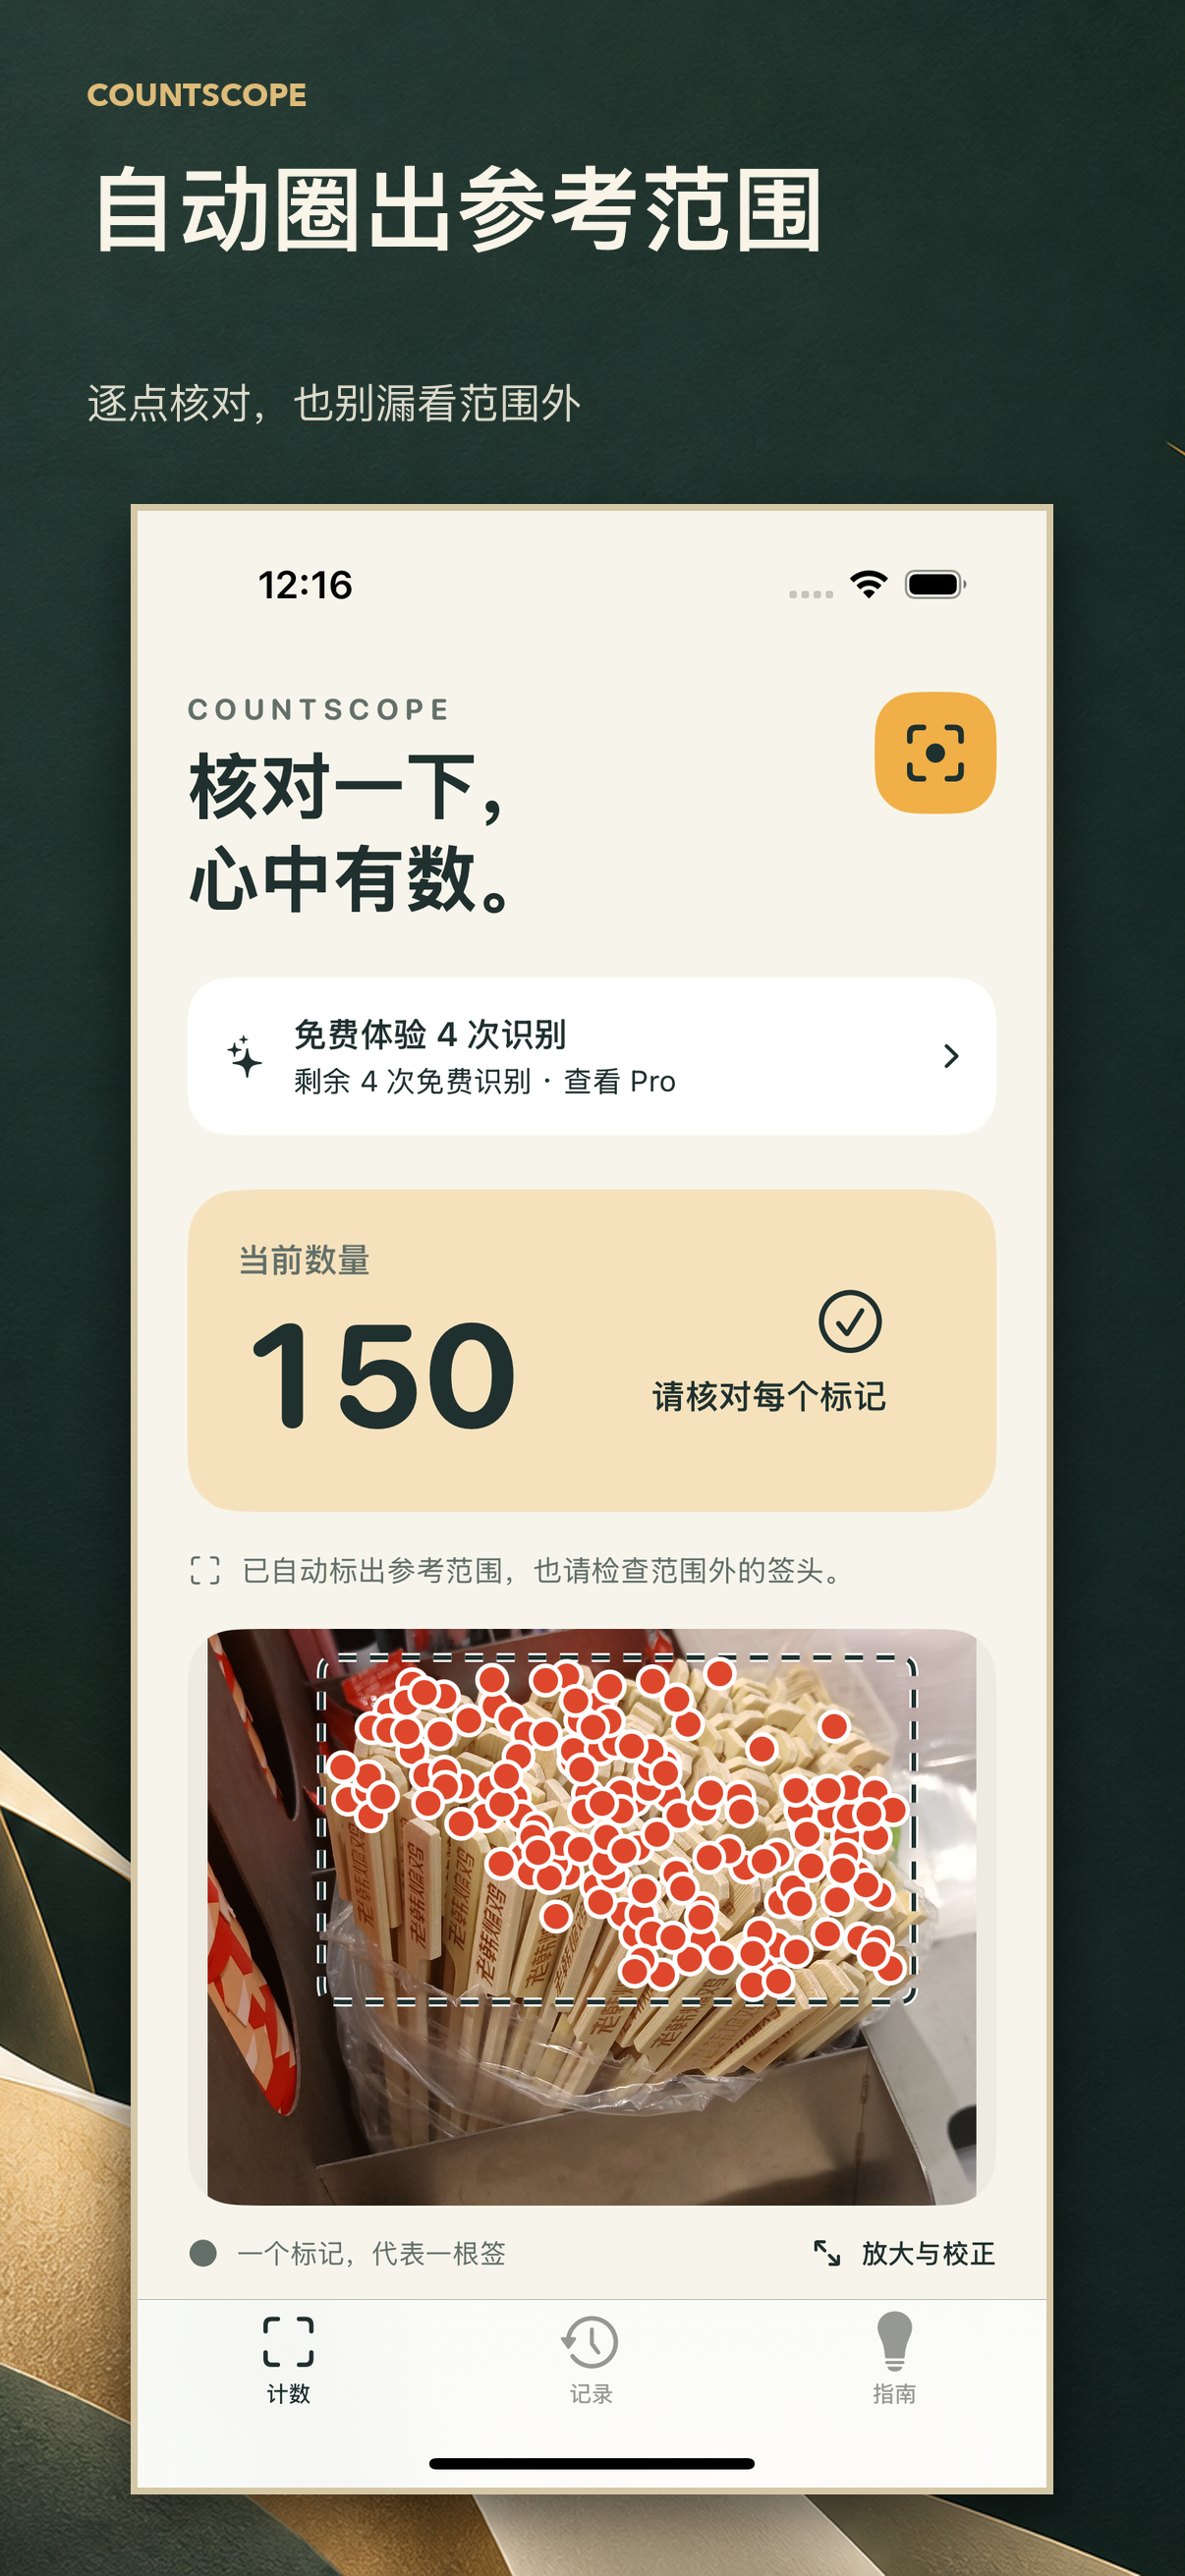 COUNTSCOPE
自动圈出参考范围
逐点核对，也别漏看范围外
12:16
COUNTSCOPE
核对一下，
心中有数。
免费体验 4 次识别
剩余 4 次免费识别 · 查看 Pro
当前数量
150
请核对每个标记
已自动标出参考范围，也请检查范围外的签头。
一个标记，代表一根签
放大与校正
计数
记录
指南